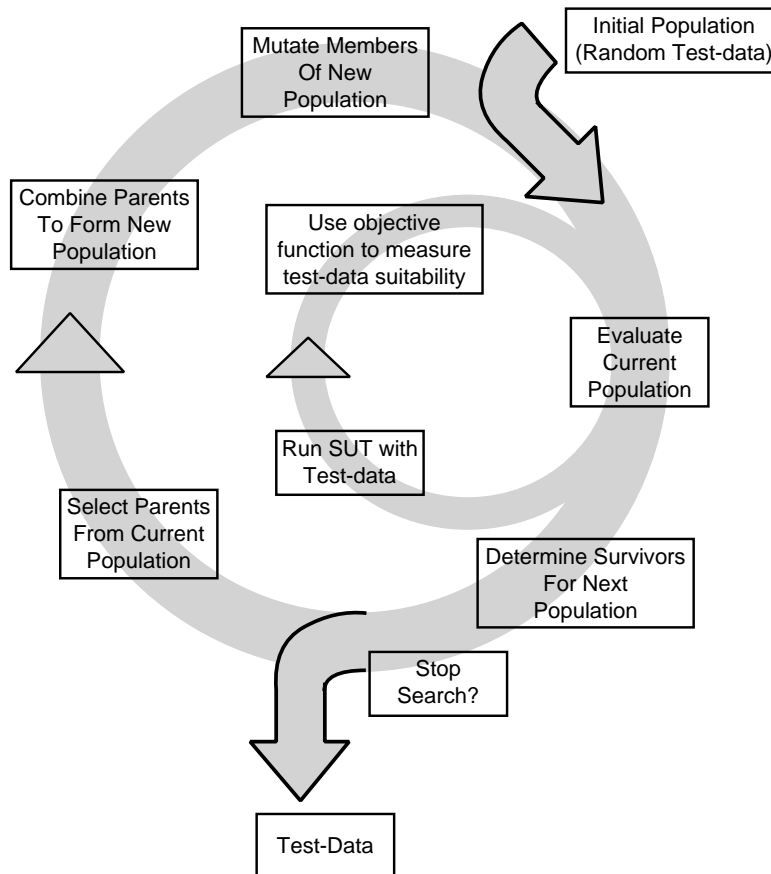 Initial Population
(Random Test-data)
Mutate Members
Of New
Population
Combine Parents
To Form New
Population
Use objective
function to measure
test-data suitability
Evaluate
Current
Population
Run SUT with
Test-data
Select Parents
From Current
Population
Determine Survivors
For Next
Population
Stop
Search?
Test-Data